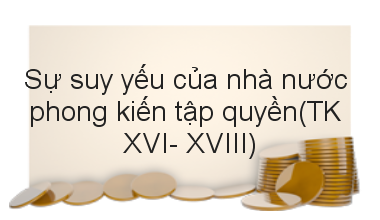 Sự suy yếu của nhà nước
phong kiến tập quyền(TK
XVI- XVIII)